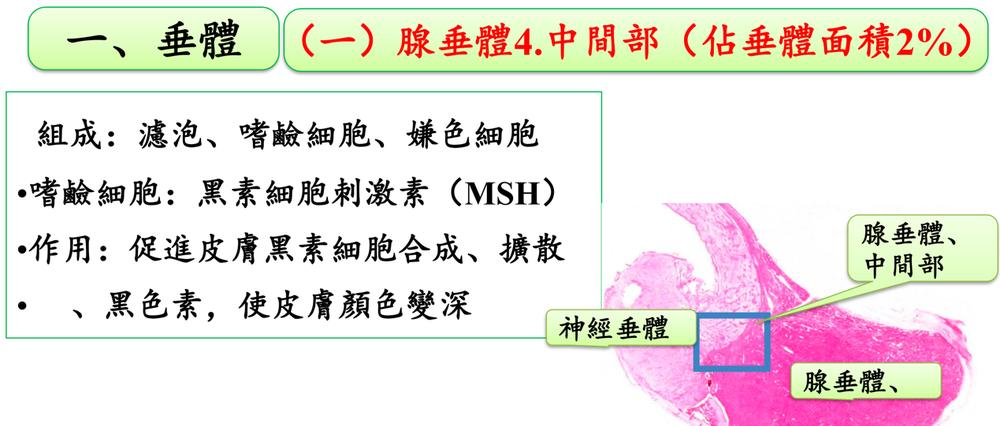 一、垂體
（一）腺垂體4.中間部（佔垂體面積2%）
組成：濾泡、嗜鹼細胞、嫌色細胞
•嗜鹼細胞：黑素細胞刺激素（MSH）
•作用：促進皮膚黑素細胞合成、擴散
• 、黑色素，使皮膚顏色變深
腺垂體、
中間部
神經垂體
腺垂體、